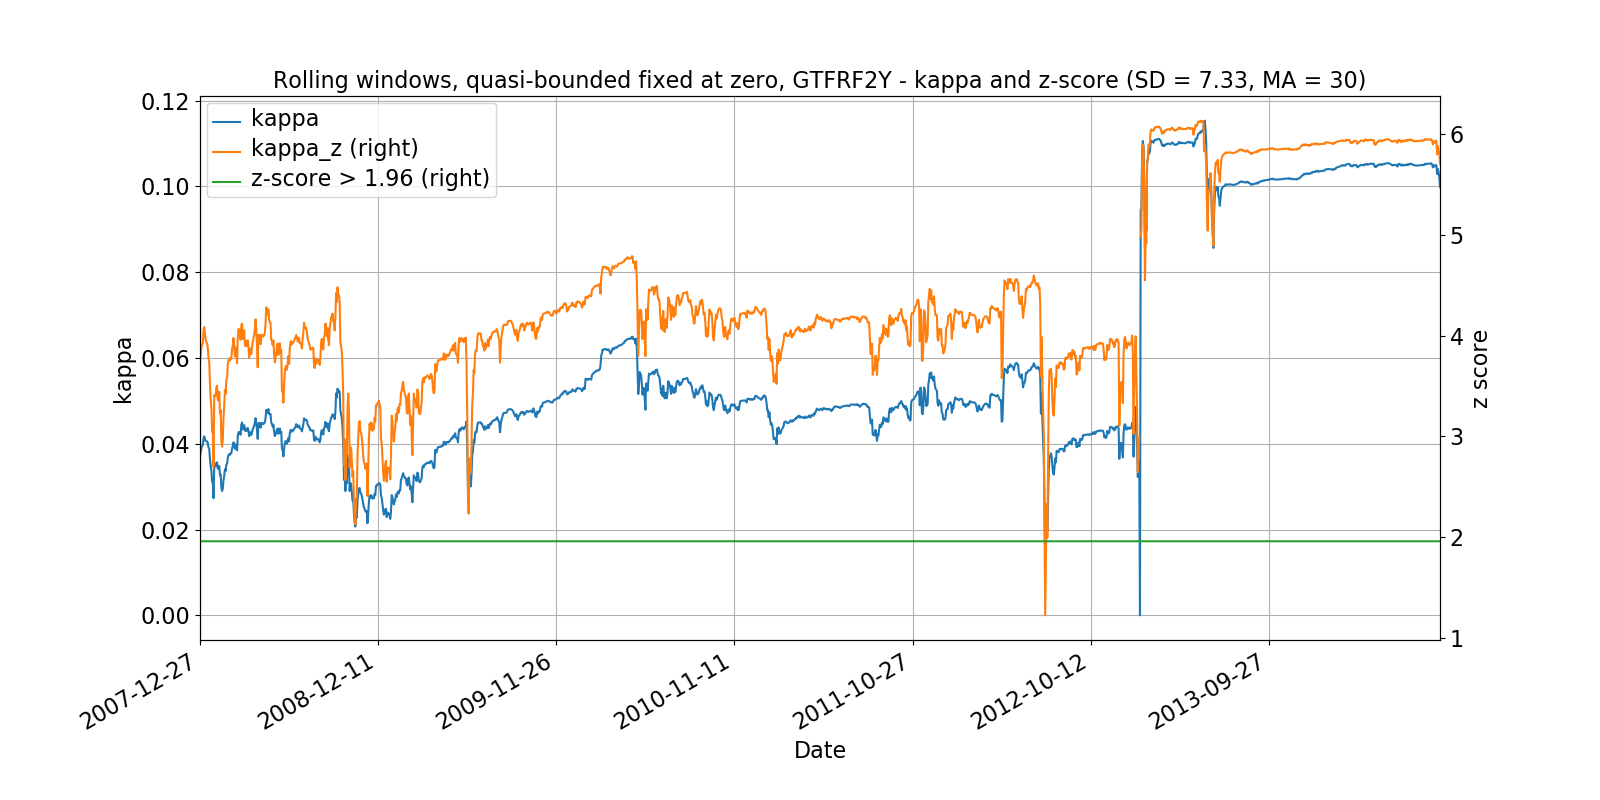 Rolling windows, quasi-bounded fixed at zero, GTFRF2Y - kappa and z-score (SD = 7.33, MA = 30)
kappa
kappa_z (right)
z-score > 1.96 (right)
0.12
0.10
0.08
0.06
0.04
0.02
0.00
kappa
6
5
4
3
2
1
z score
2007-12-27
2008-12-11
2009-11-26
2010-11-11
2011-10-27
2012-10-12
2013-09-27
Date